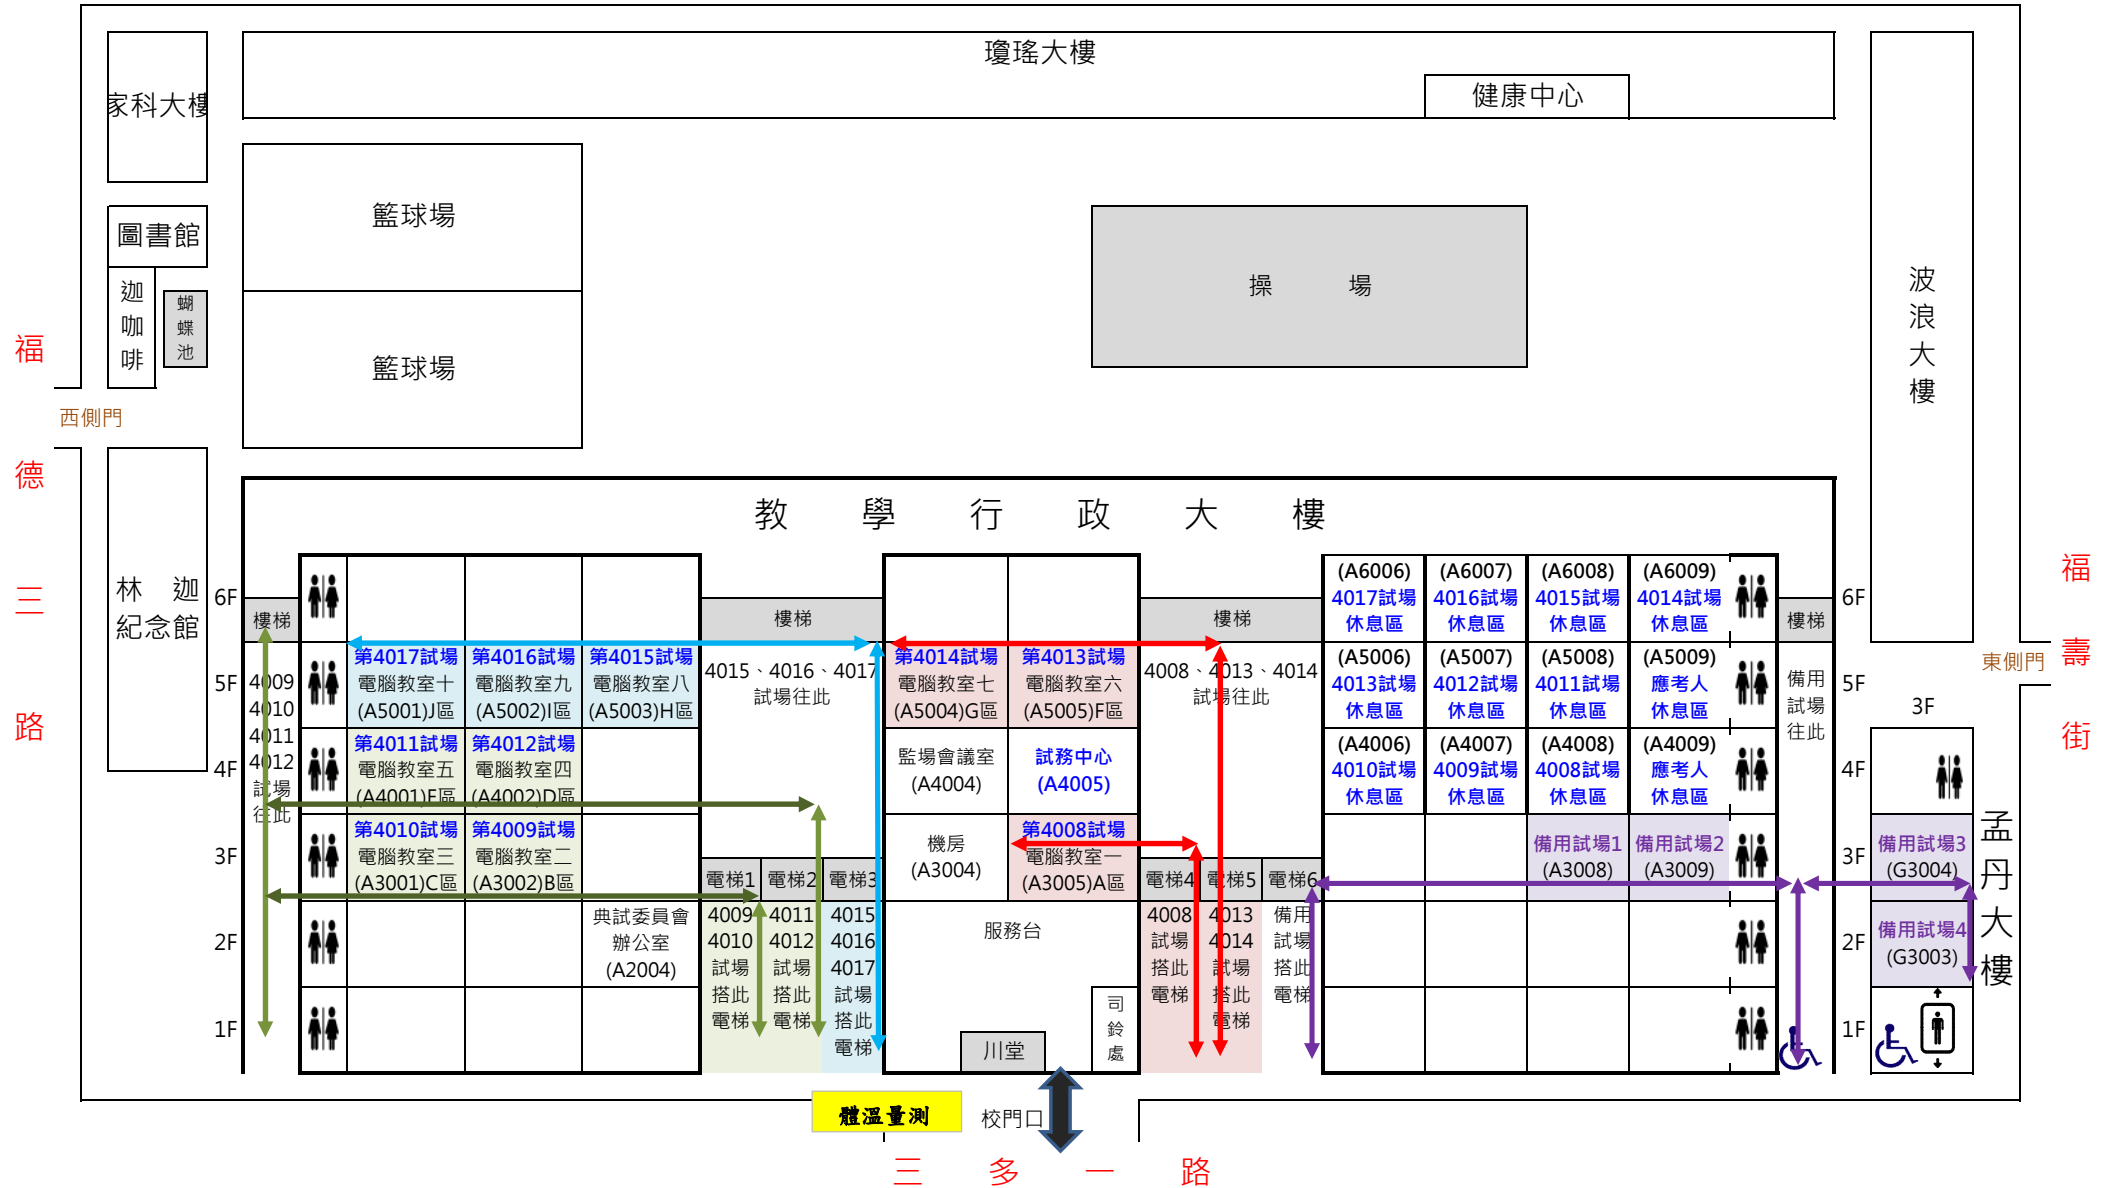 瓊瑤大樓
健康中心
家科大樓
圖書館
迦咖啡
蝴蝶池
籃球場
籃球場
操　場
波浪大樓
福德三路
西側門
林迦
紀念館
教學行政大樓
福壽街
東側門
6F
樓梯
樓梯
樓梯
(A6006)
4017試場
休息區
(A6007)
4016試場
休息區
(A6008)
4015試場
休息區
(A6009)
4014試場
休息區
樓梯
6F
5F
4009
4010
4011
4012
試場
往此
第4017試場
電腦教室十
(A5001)J區
第4016試場
電腦教室九
(A5002)I區
第4015試場
電腦教室八
(A5003)H區
4015、4016、4017
試場往此
第4014試場
電腦教室七
(A5004)G區
第4013試場
電腦教室六
(A5005)F區
4008、4013、4014
試場往此
(A5006)
4013試場
休息區
(A5007)
4012試場
休息區
(A5008)
4011試場
休息區
(A5009)
應考人
休息區
備用
試場
往此
5F
3F
4F
第4011試場
電腦教室五
(A4001)E區
第4012試場
電腦教室四
(A4002)D區
監場會議室
(A4004)
試務中心
(A4005)
(A4006)
4010試場
休息區
(A4007)
4009試場
休息區
(A4008)
4008試場
休息區
(A4009)
應考人
休息區
4F
孟丹大樓
3F
第4010試場
電腦教室三
(A3001)C區
第4009試場
電腦教室二
(A3002)B區
電梯1
電梯2
電梯3
機房
(A3004)
第4008試場
電腦教室一
(A3005)A區
電梯4
電梯5
電梯6
備用試場1
(A3008)
備用試場2
(A3009)
3F
備用試場3
(G3004)
2F
典試委員會
辦公室
(A2004)
4009
4010
試場
搭此
電梯
4011
4012
試場
搭此
電梯
4015
4016
4017
試場
搭此
電梯
服務台
4008
試場
搭此
電梯
4013
4014
試場
搭此
電梯
備用
試場
搭此
電梯
2F
備用試場4
(G3003)
1F
川堂
司鈴處
1F
體溫量測
校門口
三多一路